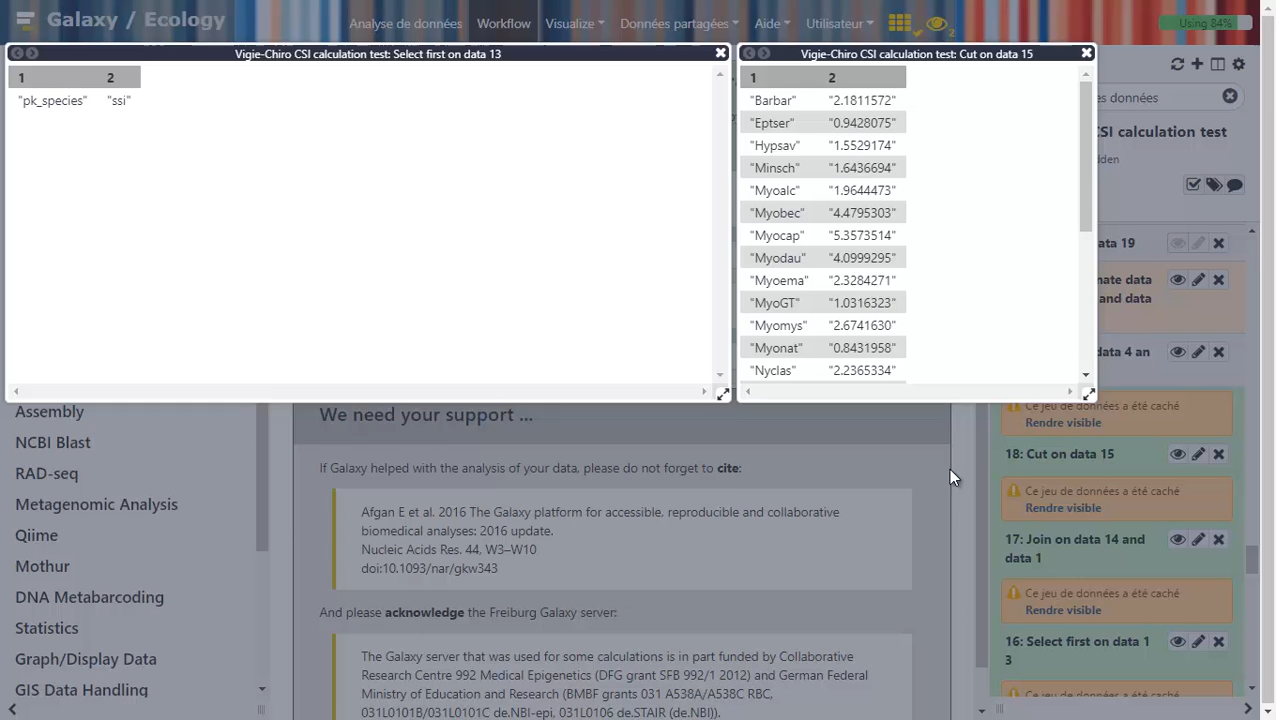 Galaxy / Ecology
Analyse de données
Workflow
Visualize
Données partagées
Aide
Utilisateur
2
Using 84%
Vigie-Chiro CSI calculation test: Select first on data 13
1 2
"pk_species" "ssi"
Vigie-Chiro CSI calculation test: Cut on data 15
1 2
"Barbar" "2.1811572"
"Eptser" "0.9428075"
"Hypsav" "1.5529174"
"Minsch" "1.6436694"
"Myoalc" "1.9644473"
"Myobec" "4.4795303"
"Myocap" "5.3573514"
"Myodau" "4.0999295"
"Myoema" "2.3284271"
"MyoGT" "1.0316323"
"Myomys" "2.6741630"
"Myonat" "0.8431958"
"Nyclas" "2.2365334"
es données
CSI calculation test
dden
ata 19
nate data
and data
data 4 an
Ce jeu de données a été caché
Rendre visible
18: Cut on data 15
Ce jeu de données a été caché
Rendre visible
17: Join on data 14 and
data 1
Ce jeu de données a été caché
Rendre visible
16: Select first on data 1
3
Ce jeu de données a été caché
Assembly
NCBI Blast
RAD-seq
Metagenomic Analysis
Qiime
Mothur
DNA Metabarcoding
Statistics
Graph/Display Data
GIS Data Handling
We need your support ...
If Galaxy helped with the analysis of your data, please do not forget to cite:
Afgan E et al. 2016 The Galaxy platform for accessible, reproducible and collaborative
biomedical analyses: 2016 update.
Nucleic Acids Res. 44, W3–W10
doi:10.1093/nar/gkw343
And please acknowledge the Freiburg Galaxy server:
The Galaxy server that was used for some calculations is in part funded by Collaborative
Research Centre 992 Medical Epigenetics (DFG grant SFB 992/1 2012) and German Federal
Ministry of Education and Research (BMBF grants 031 A538A/A538C RBC,
031L0101B/031L0101C de.NBI-epi, 031L0106 de.STAIR (de.NBI)).